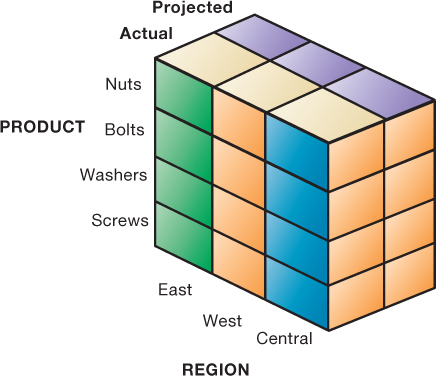 Projected
Actual
Nuts
PRODUCT
Bolts
Washers
Screws
East
West
Central
REGION